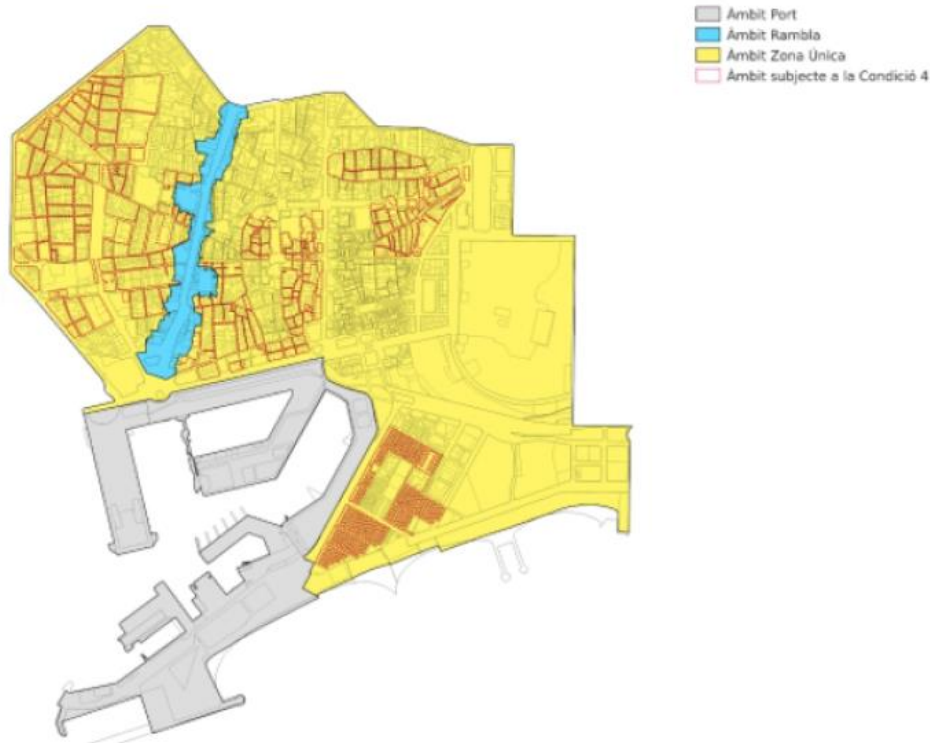 Àmbit Port
Àmbit Rambla
Àmbit Zona Única
Àmbit subjecte a la Condició 4